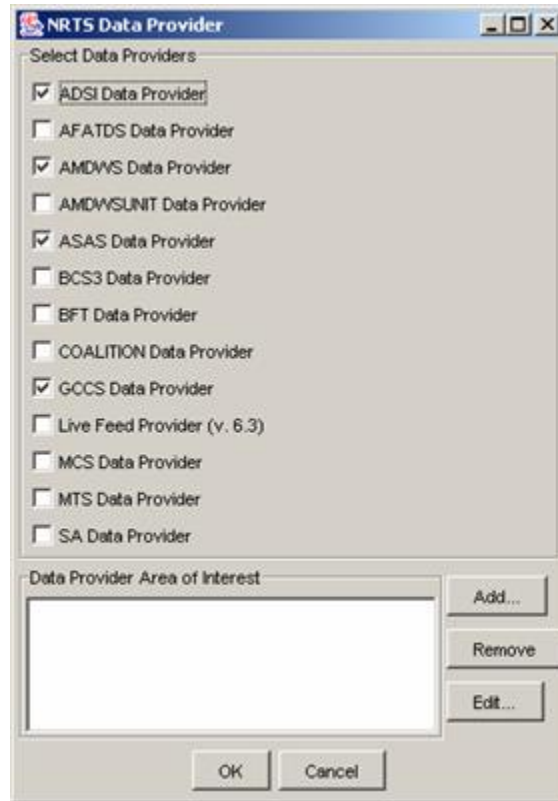 NRTS Data Provider
Select Data Providers
ADSI Data Provider
AFATDS Data Provider
AMDWS Data Provider
AMDWSUNIT Data Provider
ASAS Data Provider
BCS3 Data Provider
BFT Data Provider
COALITION Data Provider
GCCS Data Provider
Live Feed Provider (v. 6.3)
MCS Data Provider
MTS Data Provider
SA Data Provider
Data Provider Area of Interest
Add...
Remove
Edit...
OK Cancel